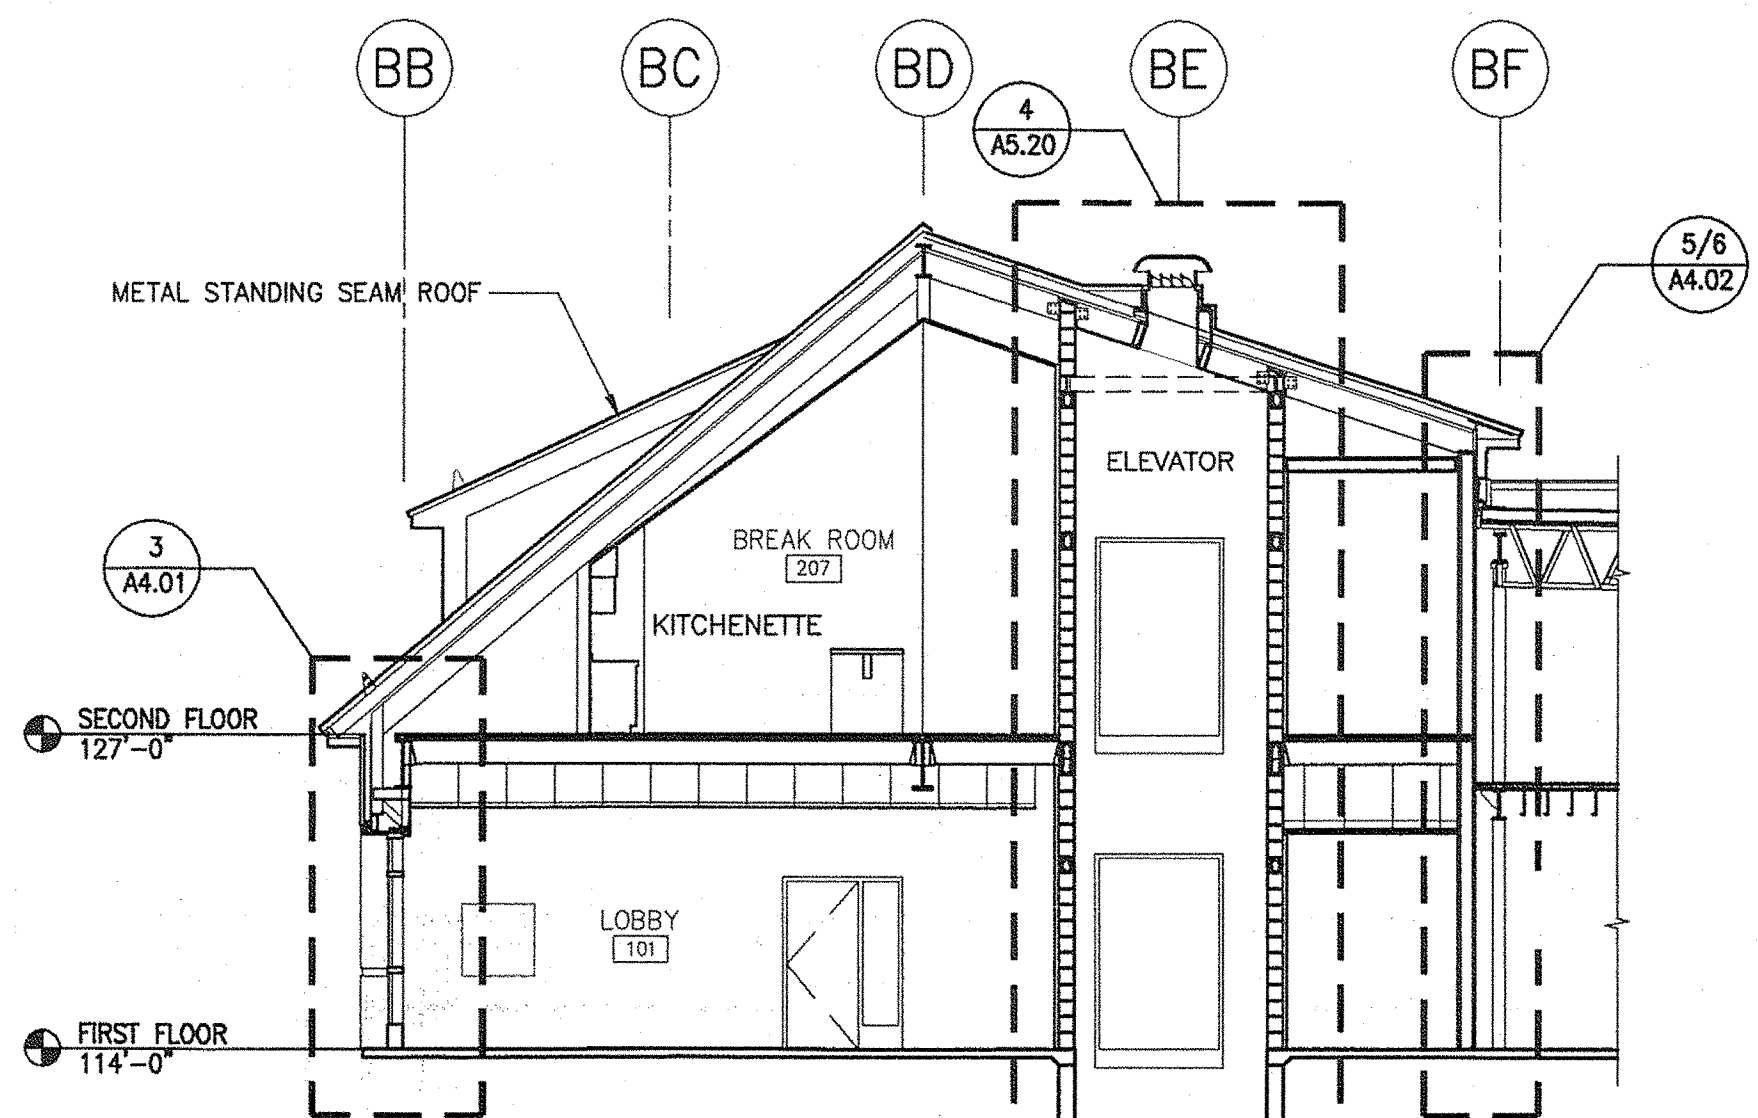 BB
BC
BD
BE
BF
4
A5.20
5/6
A4.02
METAL STANDING SEAM ROOF
ELEVATOR
BREAK ROOM
207
3
A4.01
KITCHENETTE
SECOND FLOOR
127'-0"
LOBBY
101
FIRST FLOOR
114'-0"